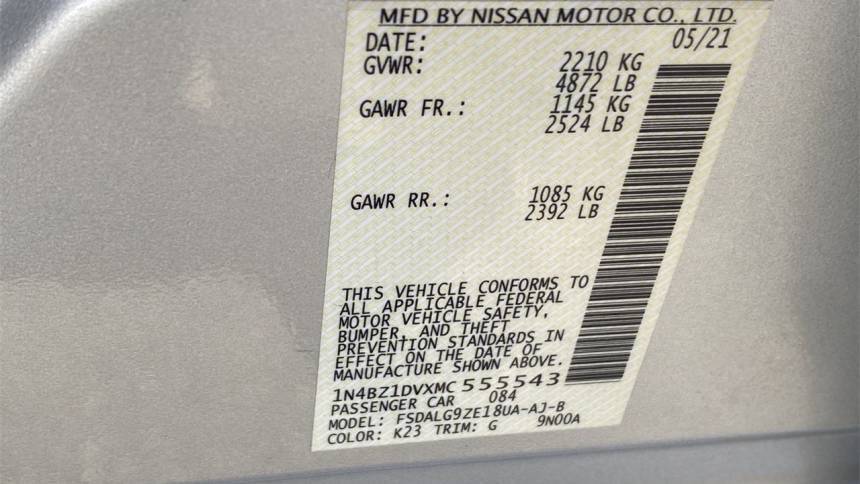 MFD BY NISSAN MOTOR CO., LTD.
DATE: 05/21
GVWR: 2210 KG
4872 LB
GAWR FR.: 1145 KG
2524 LB
GAWR RR.: 1085 KG
2392 LB
THIS VEHICLE CONFORMS TO
ALL APPLICABLE FEDERAL
MOTOR VEHICLE SAFETY,
BUMPER, AND THEFT
PREVENTION STANDARDS IN
EFFECT ON THE DATE OF
MANUFACTURE SHOWN ABOVE.
1N4BZ1DVXMC555543
PASSENGER CAR 084
MODEL: FSDALG9ZE18UA-AJ-B
COLOR: K23 TRIM: G 9N00A